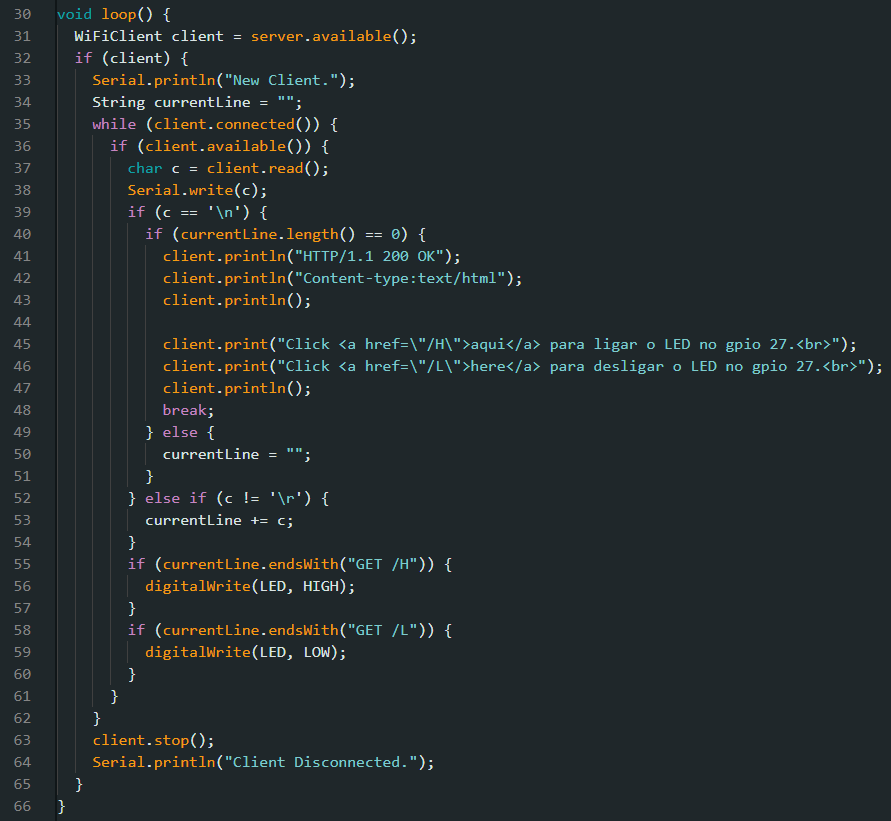 30 void loop() {
31   WiFiClient client = server.available();
32   if (client) {
33     Serial.println("New Client.");
34     String currentLine = "";
35     while (client.connected()) {
36       if (client.available()) {
37         char c = client.read();
38         Serial.write(c);
39         if (c == '\n') {
40           if (currentLine.length() == 0) {
41             client.println("HTTP/1.1 200 OK");
42             client.println("Content-type:text/html");
43             client.println();
44
45             client.print("Click <a href=\"/H\">aqui</a> para ligar o LED no gpio 27.<br>");
46             client.print("Click <a href=\"/L\">here</a> para desligar o LED no gpio 27.<br>");
47             client.println();
48             break;
49           } else {
50             currentLine = "";
51           }
52         } else if (c != '\r') {
53           currentLine += c;
54         }
55         if (currentLine.endsWith("GET /H")) {
56           digitalWrite(LED, HIGH);
57         }
58         if (currentLine.endsWith("GET /L")) {
59           digitalWrite(LED, LOW);
60         }
61       }
62     }
63     client.stop();
64     Serial.println("Client Disconnected.");
65   }
66 }